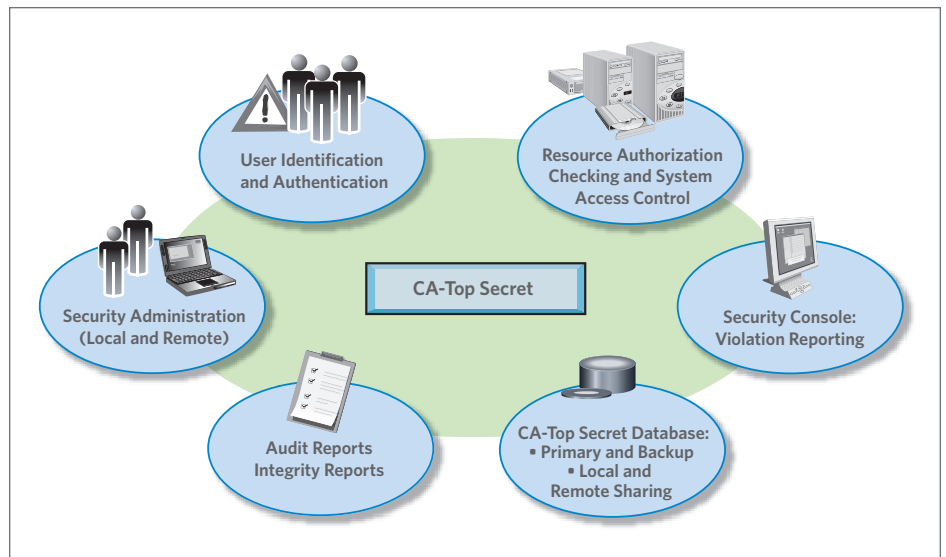 User Identification
and Authentication
Resource Authorization
Checking and System
Access Control
Security Administration
(Local and Remote)
CA-Top Secret
Security Console:
Violation Reporting
Audit Reports
Integrity Reports
CA-Top Secret Database:
• Primary and Backup
• Local and
Remote Sharing